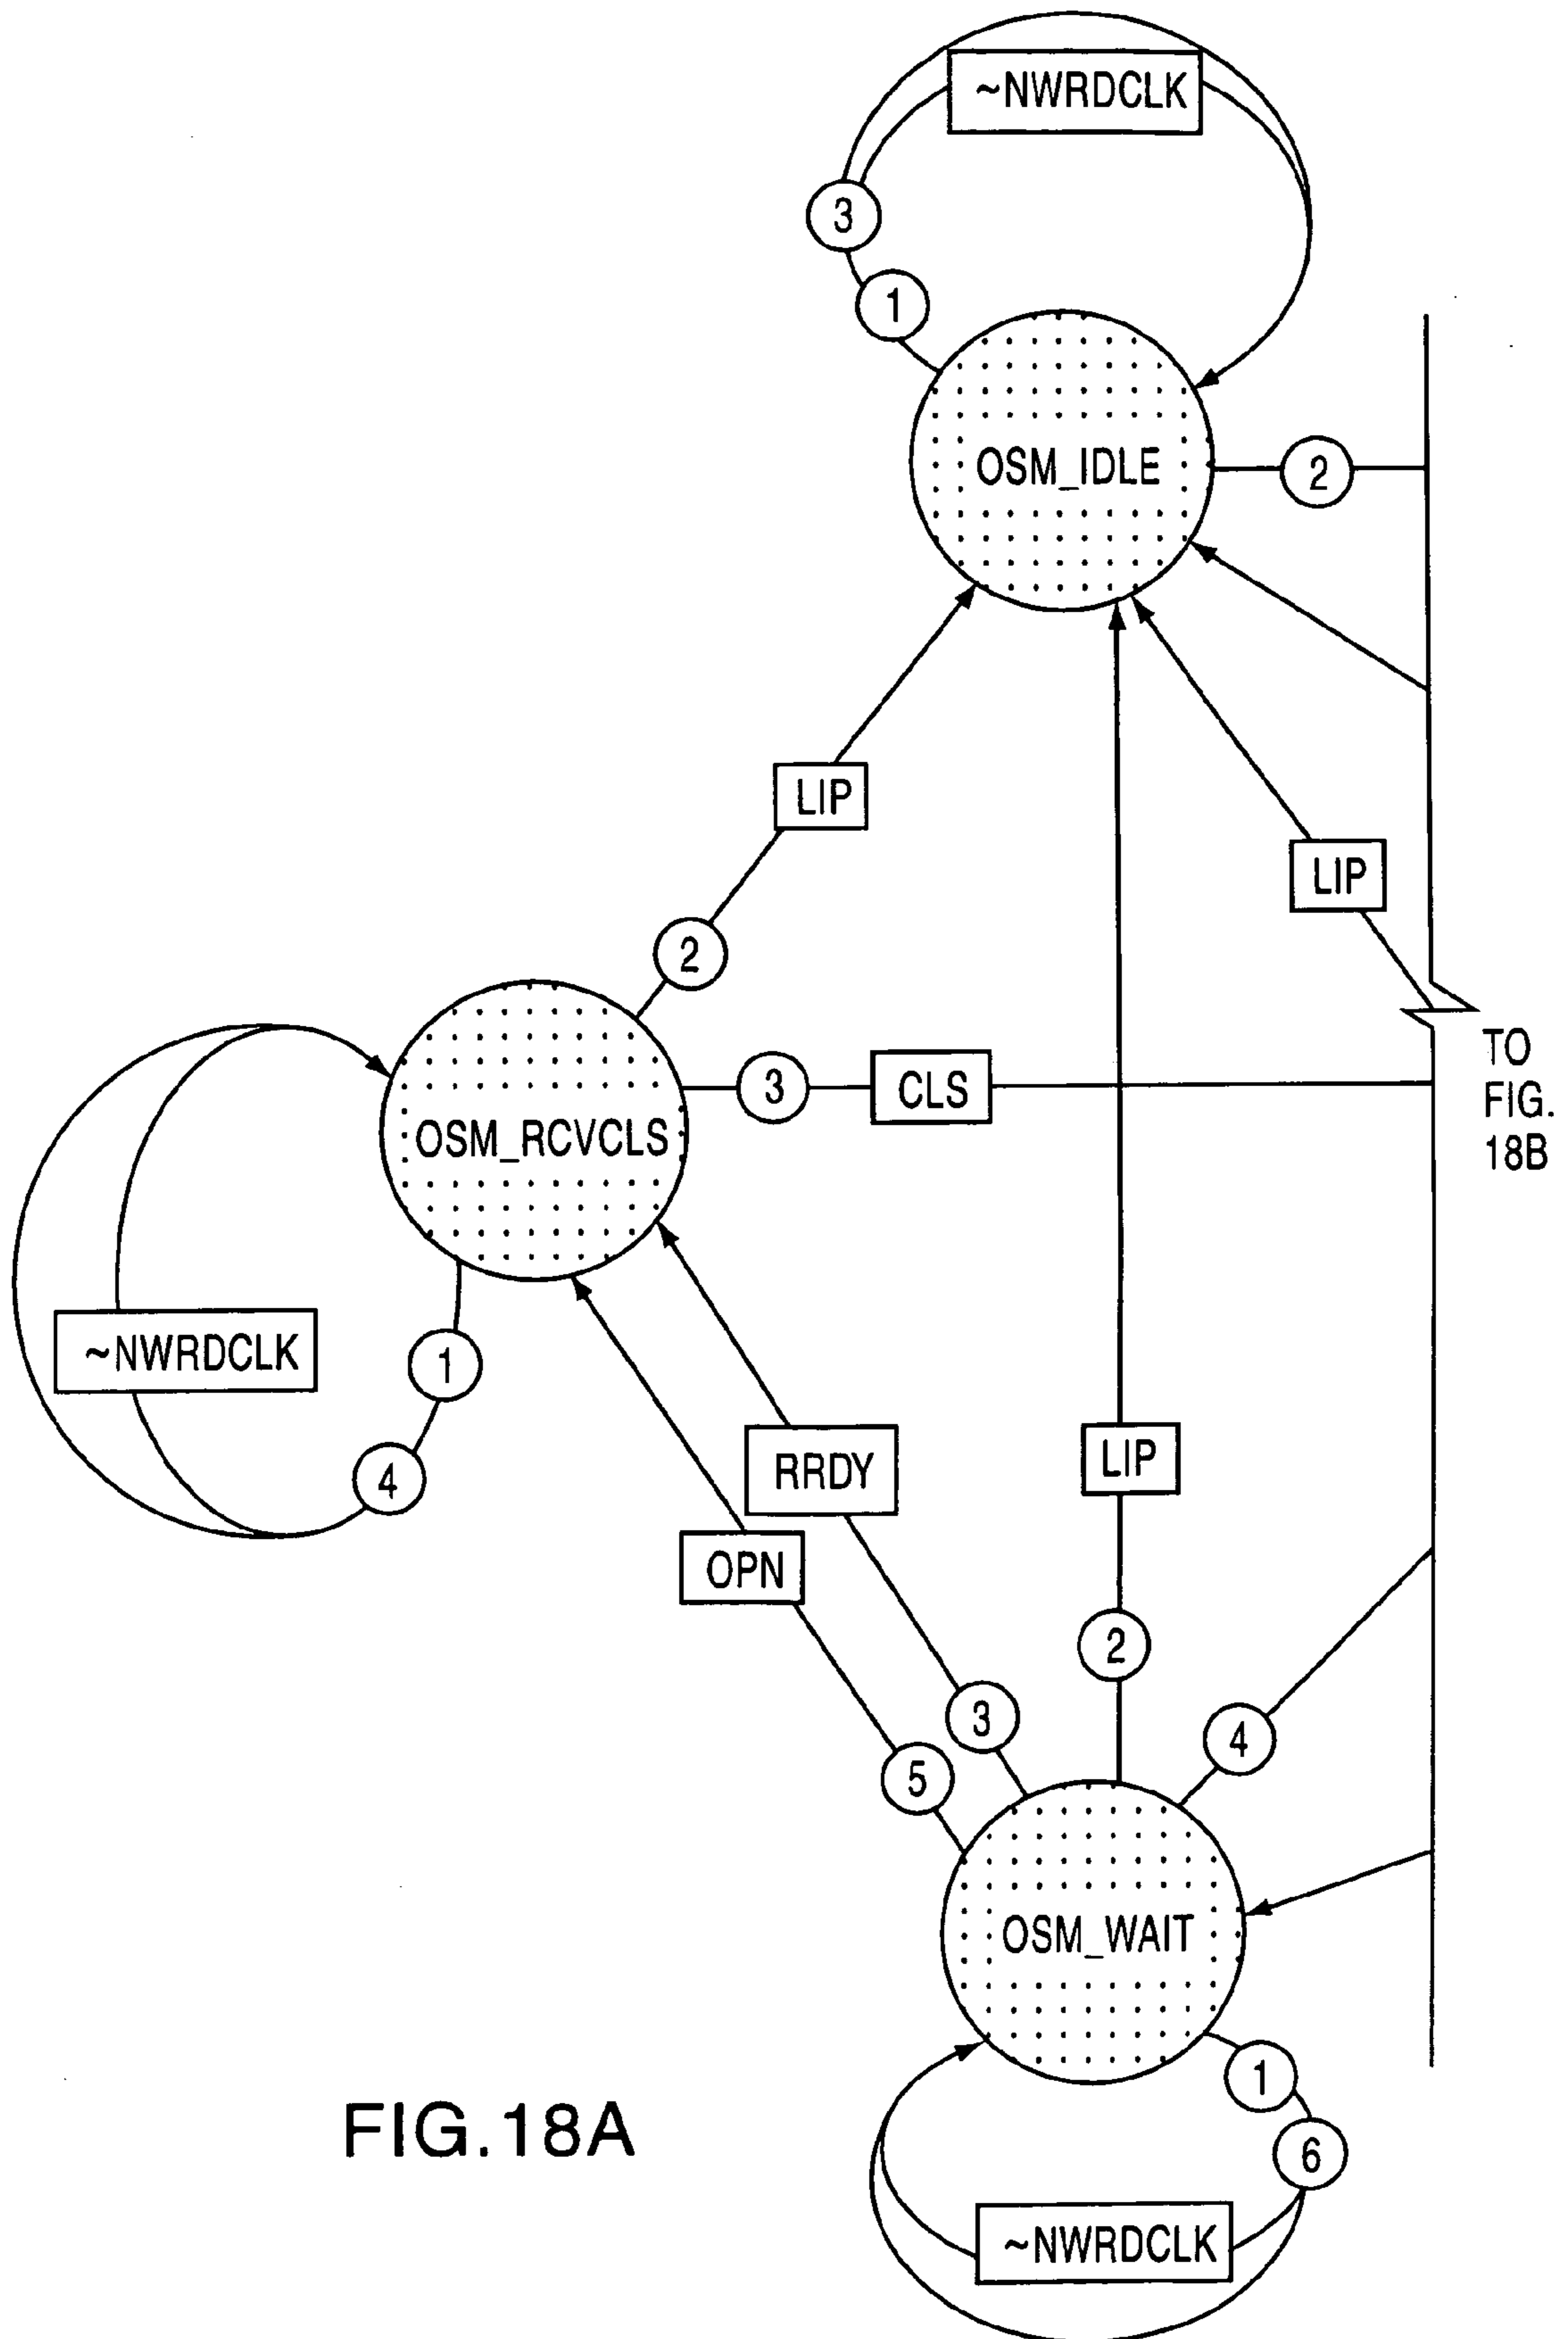 ~NWRDCLK
3
1
OSM_IDLE
2
LIP
LIP
2
TO
FIG.
18B
3
CLS
OSM_RCVCLS
~NWRDCLK
1
4
RRDY
LIP
OPN
2
3
4
5
OSM_WAIT
1
6
~NWRDCLK
FIG.18A